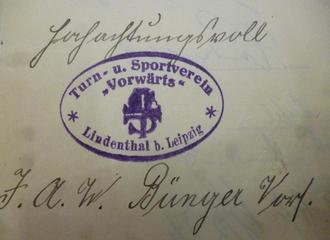 Hochachtungsvoll
Turn- u. Sportverein
"Vorwärts"
Lindenthal b. Leipzig
F. A. W. Bünger Vors.